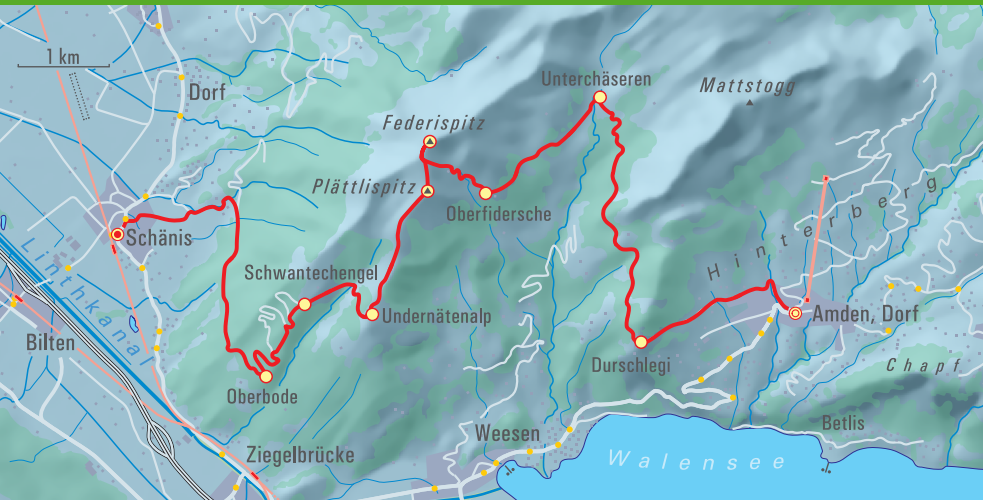 1 km
Dorf
Unterchäseren
Mattstogg
Federispitz
Plättlispitz
Oberfidersche
Schänis
Hinterberg
Schwantechengel
Linthkanal
Undernätenalp
Amden, Dorf
Bilten
Durschlegi
Chapf
Oberbode
Betlis
Weesen
Ziegelbrücke
Walensee